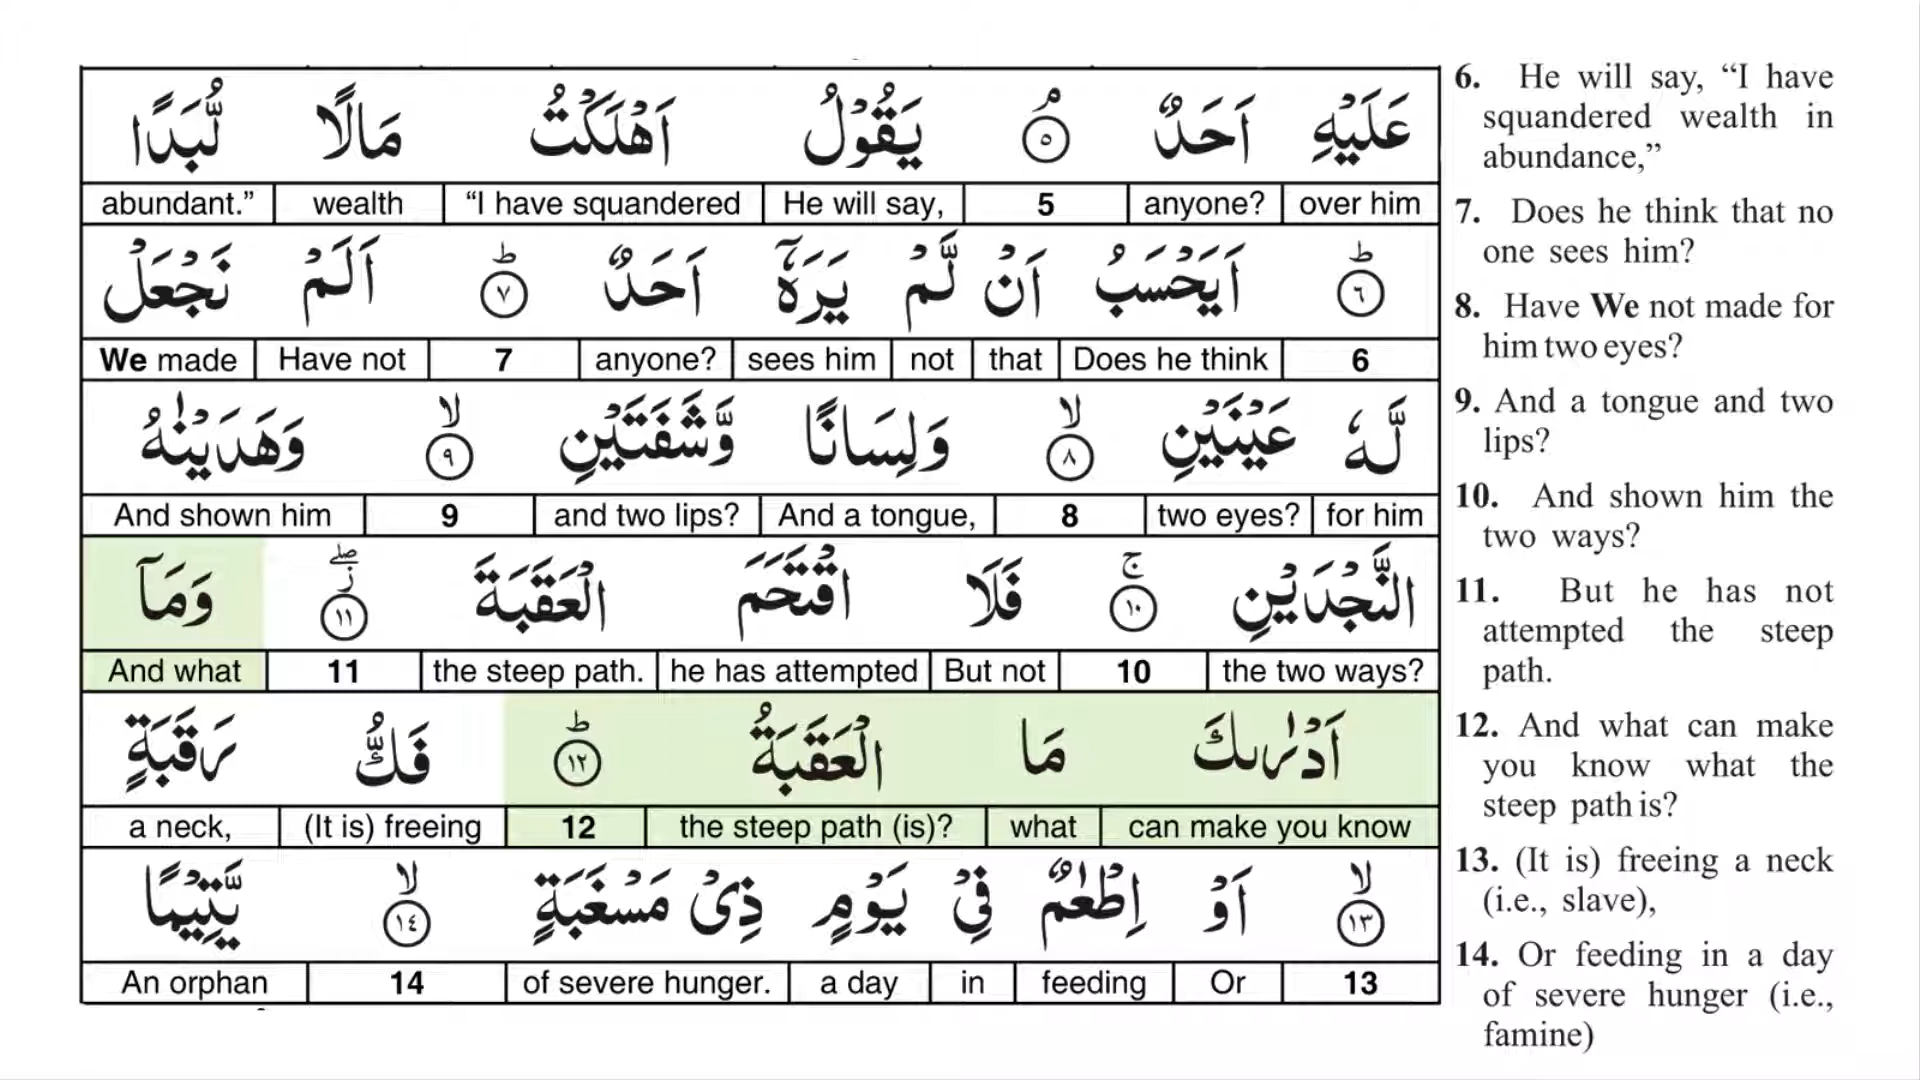 عَلَيْهِ اَحَدٌ ۘ ۝٥ يَقُوْلُ اَهْلَكْتُ مَالًا لُّبَدًا
over him anyone? 5 He will say, “I have squandered wealth abundant.”
ؕ ۝٦ اَيَحْسَبُ اَنْ لَّمْ يَرَهٗۤ اَحَدٌ ؕ ۝٧ اَلَمْ نَجْعَلْ
6 Does he think that not sees him anyone? 7 Have not We made
لَّهٗ عَيْنَيْنِ ۙ ۝٨ وَلِسَانًا وَّشَفَتَيْنِ ۙ ۝٩ وَهَدَيْنٰهُ
for him two eyes? 8 And a tongue, and two lips? 9 And shown him
النَّجْدَيْنِ ۚ ۝١٠ فَلَا اقْتَحَمَ الْعَقَبَةَ ۝١١ وَمَاۤ
the two ways? 10 But not he has attempted the steep path. 11 And what
اَدْرٰىكَ مَا الْعَقَبَةُ ؕ ۝١٢ فَكُّ رَقَبَةٍ
can make you know what the steep path (is)? 12 (It is) freeing a neck,
ۙ ۝١٣ اَوْ اِطْعٰمٌ فِيْ يَوْمٍ ذِيْ مَسْغَبَةٍ ۙ ۝١٤ يَّتِيْمًا
13 Or feeding in a day of severe hunger. 14 An orphan
6. He will say, “I have
squandered wealth in
abundance,”
7. Does he think that no
one sees him?
8. Have We not made for
him two eyes?
9. And a tongue and two
lips?
10. And shown him the
two ways?
11. But he has not
attempted the steep
path.
12. And what can make
you know what the
steep path is?
13. (It is) freeing a neck
(i.e., slave),
14. Or feeding in a day
of severe hunger (i.e.,
famine)